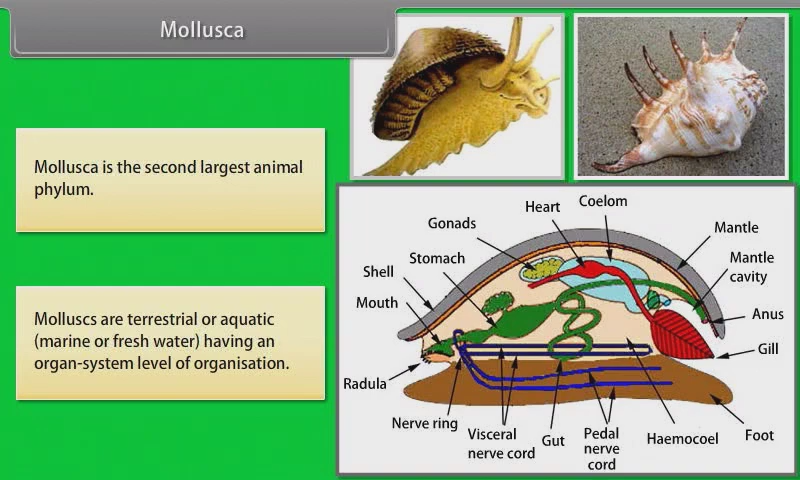 Mollusca
Mollusca is the second largest animal
phylum.
Molluscs are terrestrial or aquatic
(marine or fresh water) having an
organ-system level of organisation.
Heart
Coelom
Gonads
Mantle
Stomach
Mantle
cavity
Shell
Mouth
Anus
Gill
Radula
Nerve ring
Visceral
nerve cord
Gut
Pedal
nerve
cord
Haemocoel
Foot